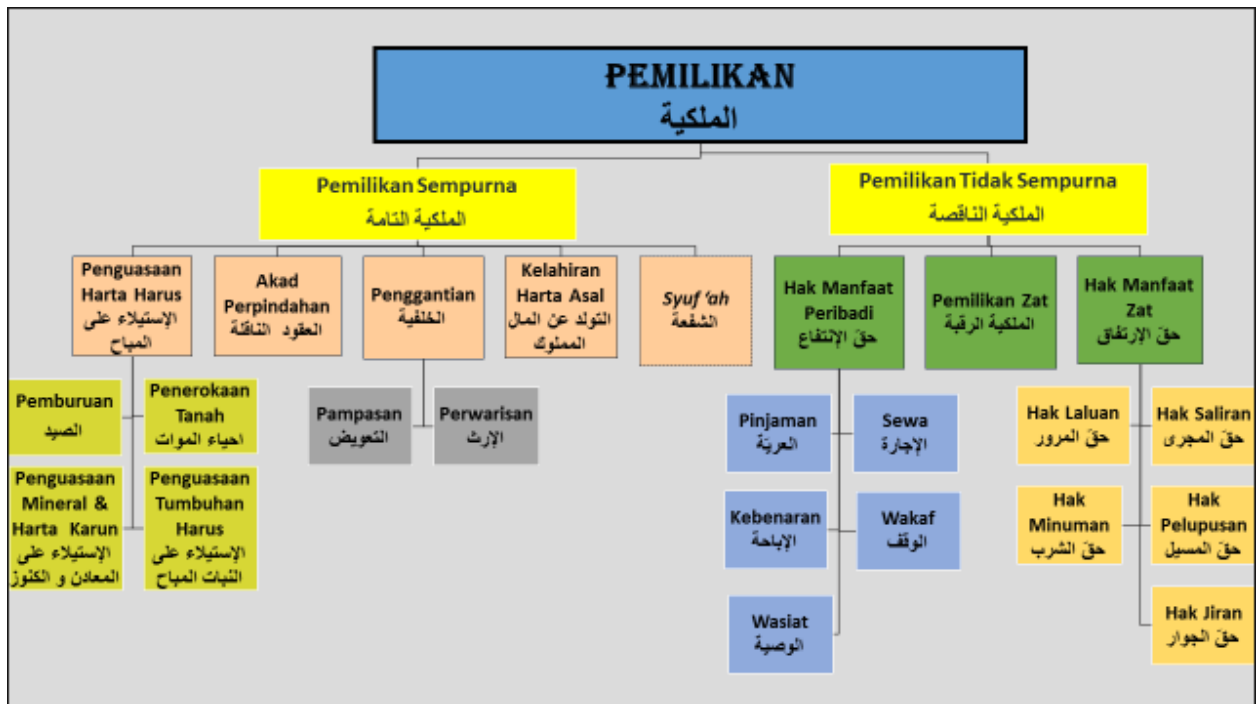 PEMILIKAN
الملكية
Pemilikan Sempurna
الملكية التامة
Pemilikan Tidak Sempurna
الملكية الناقصة
Penguasaan
Harta Harus
الإستيلاء على
المباح
Akad
Perpindahan
العقود الناقلة
Penggantian
الخلفية
Kelahiran
Harta Asal
التولد عن المال
المملوك
Syuf 'ah
الشفعة
Hak Manfaat
Peribadi
حقّ الإنتفاع
Pemilikan Zat
الملكية الرقبة
Hak Manfaat
Zat
حقّ الإرتفاق
Pemburuan
الصيد
Penerokaan
Tanah
احياء الموات
Penguasaan
Mineral &
Harta Karun
الإستيلاء على
المعادن و الكنوز
Penguasaan
Tumbuhan
Harus
الإستيلاء على
النبات المباح
Pampasan
التعويض
Perwarisan
الإرث
Pinjaman
العريّة
Sewa
الإجارة
Kebenaran
الإباحة
Wakaf
الوقف
Wasiat
الوصية
Hak Laluan
حقّ المرور
Hak Saliran
حقّ المجرى
Hak
Minuman
حقّ الشرب
Hak
Pelupusan
حقّ المسيل
Hak Jiran
حقّ الجوار